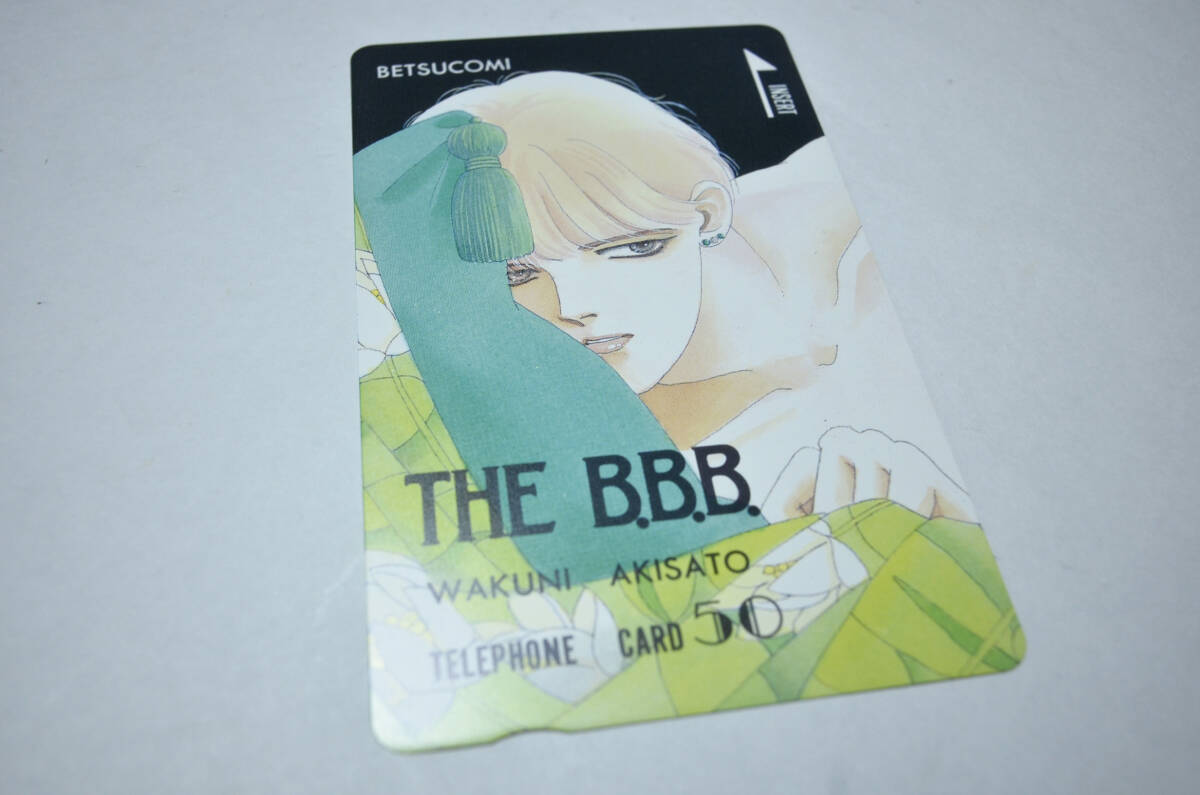 BETSUCOMI
INSERT
THE B.B.B.
WAKUNI AKISATO
TELEPHONE CARD 50